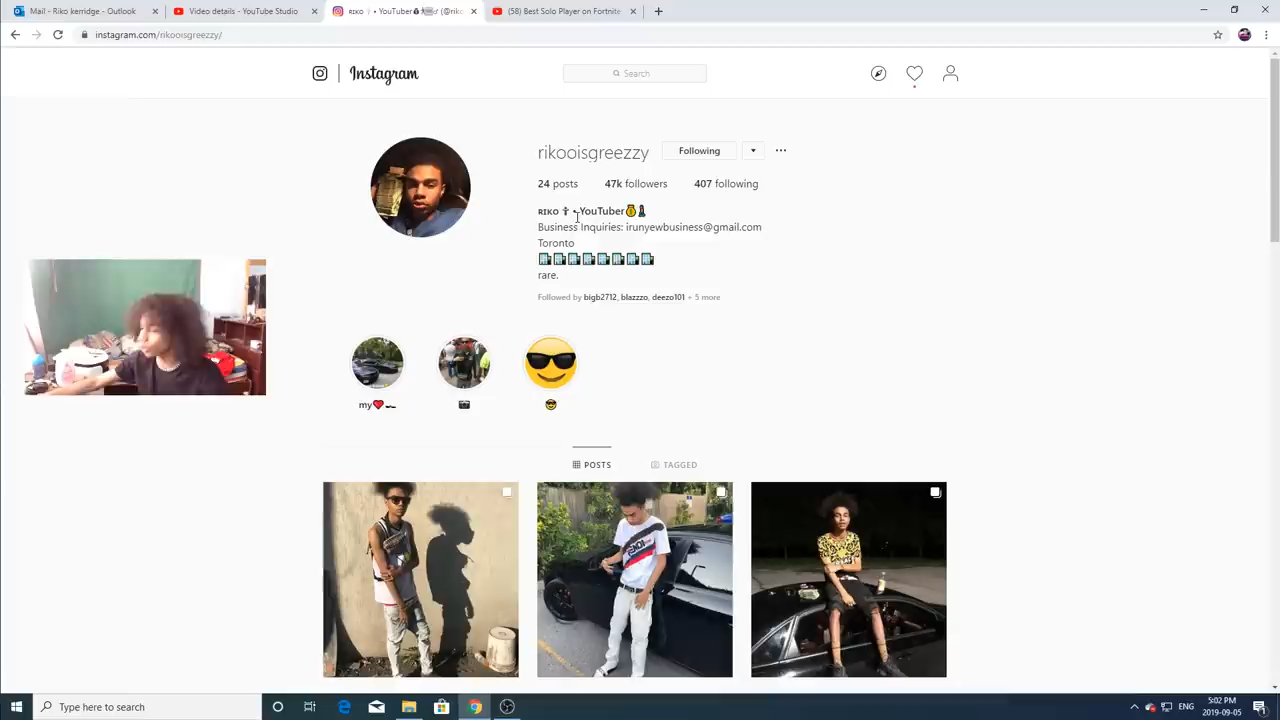 Mail - Riko kerridge - Outlook
Video details - YouTube Studio
(58) Best Solo Player on Fortnite
instagram.com/rikooisgreezzy/
Instagram
Search
rikooisgreezzy
Following
24 posts 47k followers 407 following
ʀɪᴋᴏ ☥ • YouTuber💰♟
Business Inquiries: irunyewbusiness@gmail.com
Toronto
rare.
Followed by bigb2712, blazzzo, deezo101 + 5 more
my❤
POSTS
TAGGED
Type here to search
ENG
5:02 PM
2019-09-05